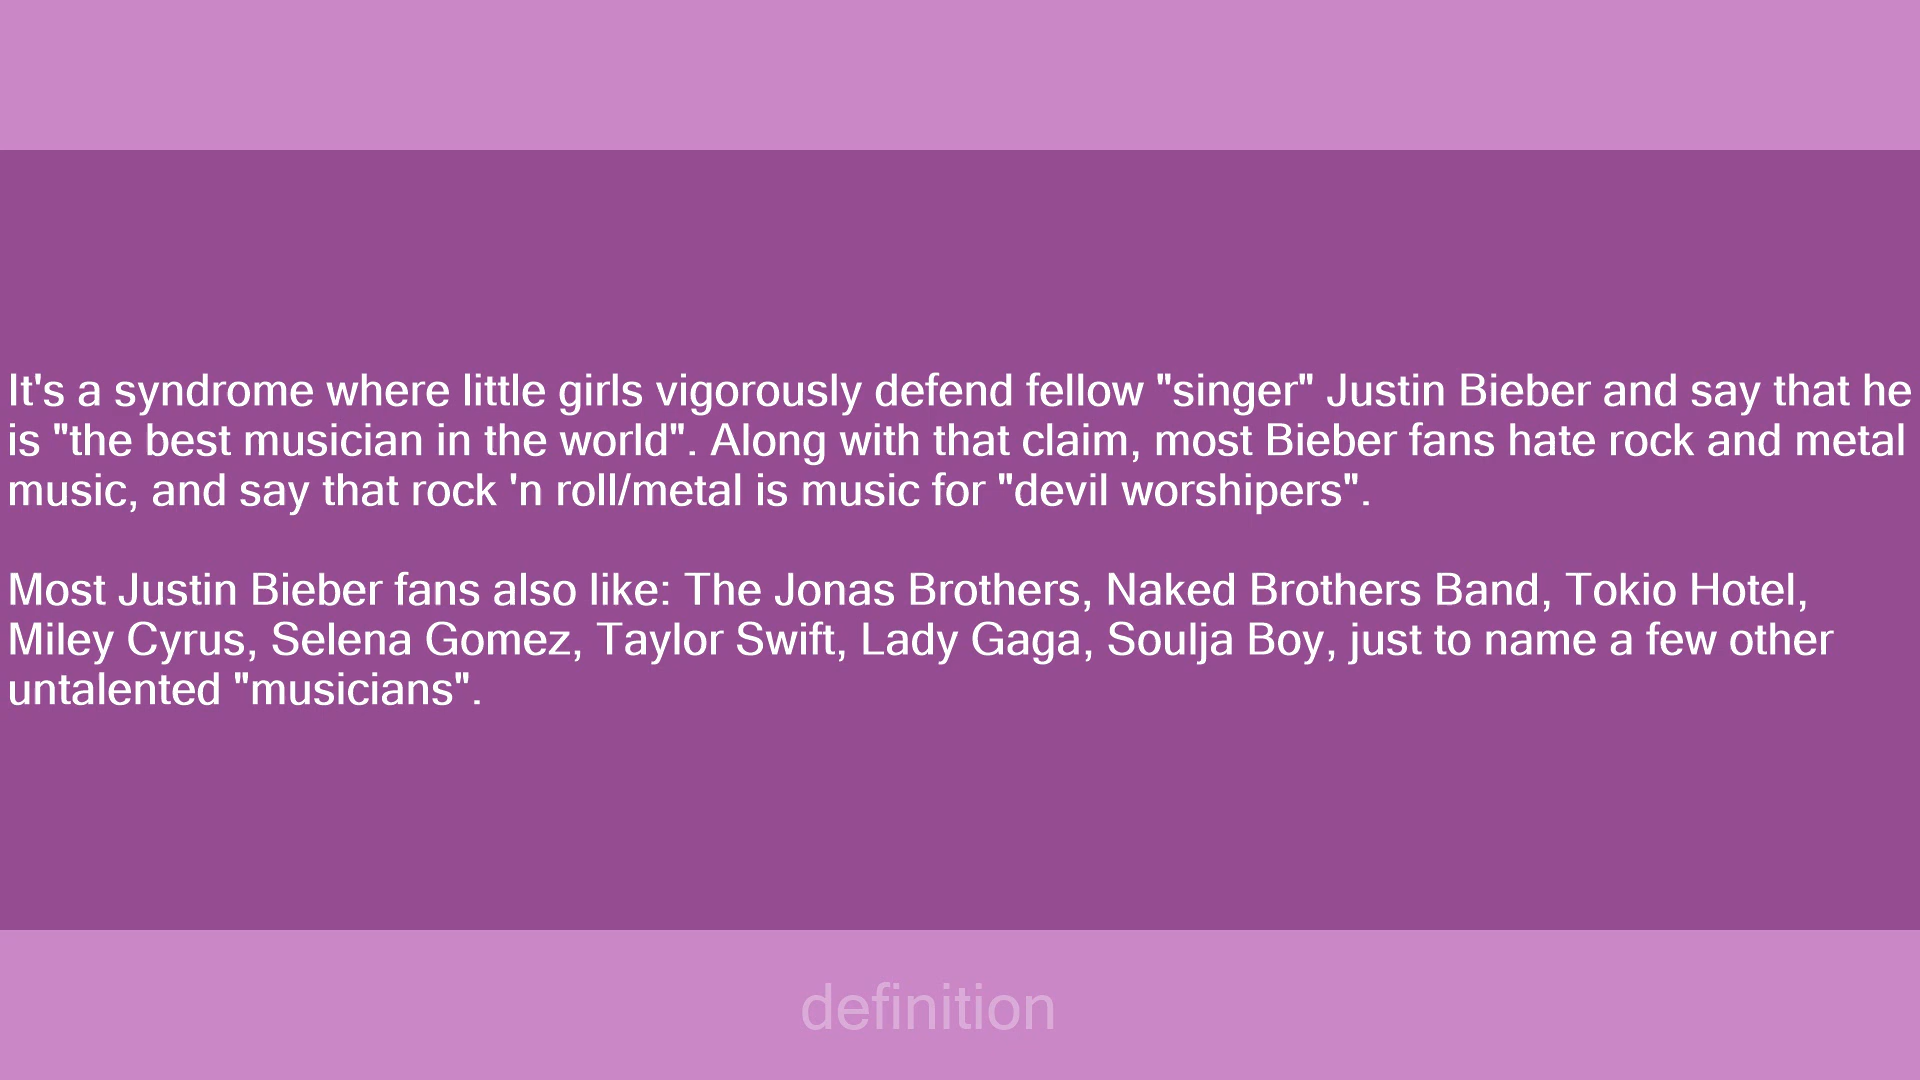 It's a syndrome where little girls vigorously defend fellow "singer" Justin Bieber and say that he
is "the best musician in the world". Along with that claim, most Bieber fans hate rock and metal
music, and say that rock 'n roll/metal is music for "devil worshipers".
Most Justin Bieber fans also like: The Jonas Brothers, Naked Brothers Band, Tokio Hotel,
Miley Cyrus, Selena Gomez, Taylor Swift, Lady Gaga, Soulja Boy, just to name a few other
untalented "musicians".
definition